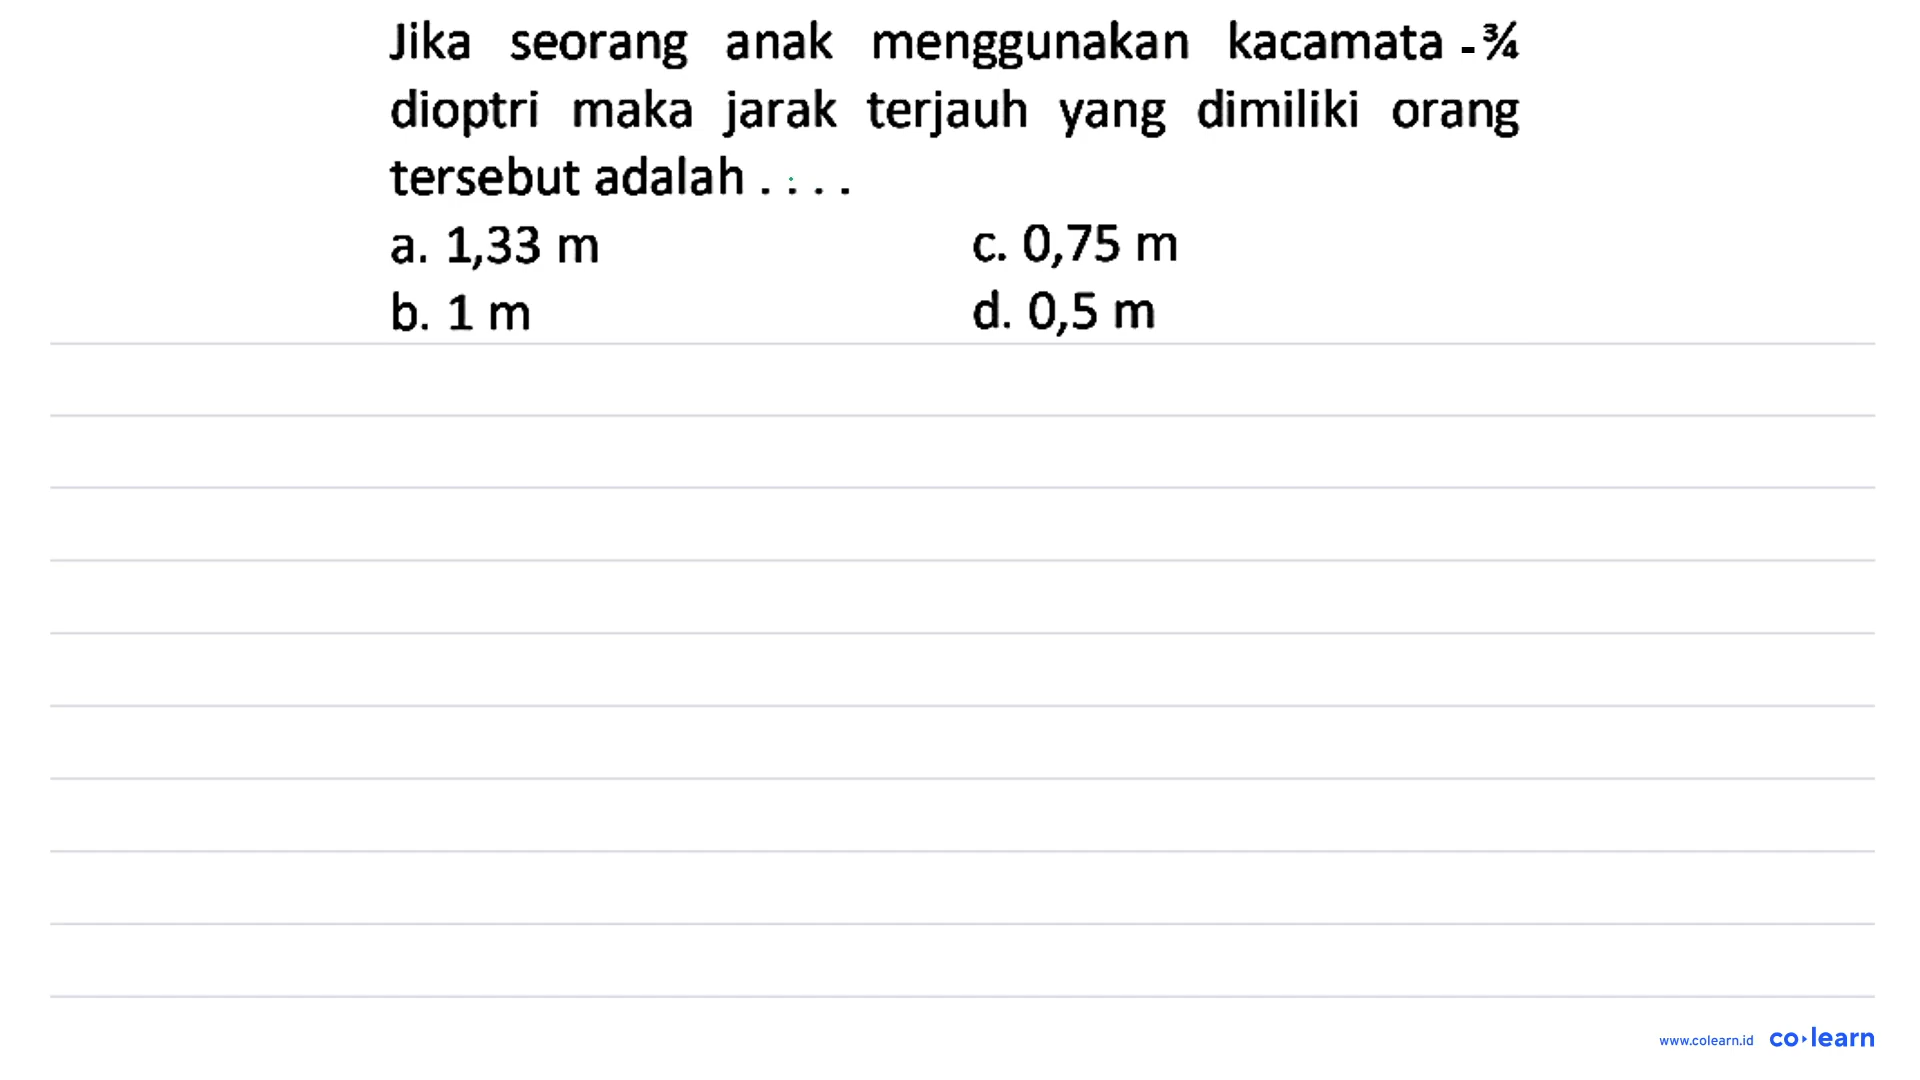 Jika seorang anak menggunakan kacamata -¾
dioptri maka jarak terjauh yang dimiliki orang
tersebut adalah . . . .
a. 1,33 m
c. 0,75 m
b. 1 m
d. 0,5 m
www.colearn.id co·learn